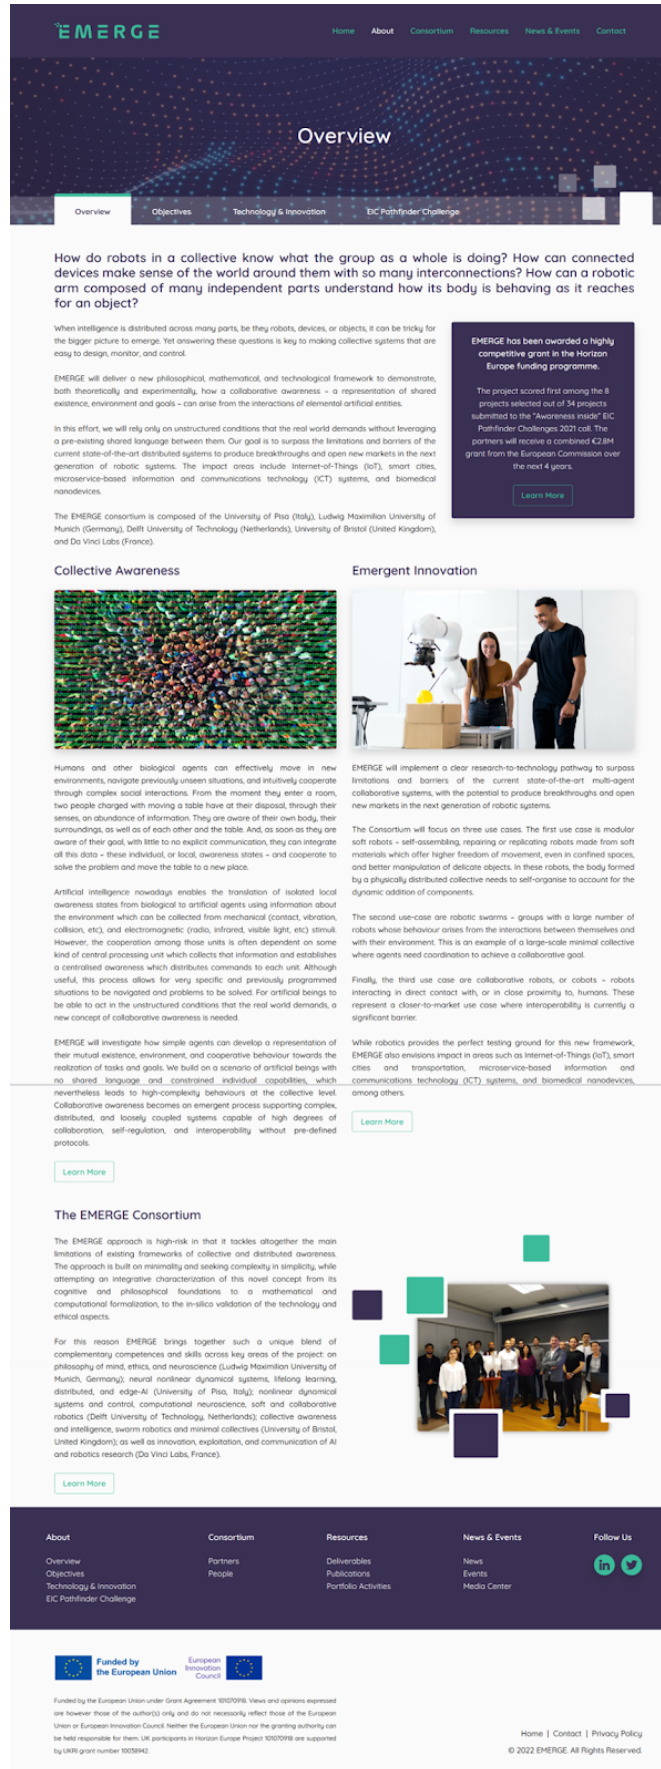 EMERGE
Home About Consortium Resources News & Events Contact
Overview
Overview Objectives Technology & Innovation EIC Pathfinder Challenge
How do robots in a collective know what the group as a whole is doing? How can connected
devices make sense of the world around them with so many interconnections? How can a robotic
arm composed of many independent parts understand how its body is behaving as it reaches
for an object?
When intelligence is distributed across many parts, be they robots, devices, or objects, it can be tricky for
the bigger picture to emerge. Yet answering these questions is key to making collective systems that are
easy to design, monitor, and control.
EMERGE will deliver a new philosophical, mathematical, and technological framework to demonstrate,
both theoretically and experimentally, how a collaborative awareness – a representation of shared
existence, environment and goals – can arise from the interactions of elemental artificial entities.
In this effort, we will rely only on unstructured conditions that the real world demands without leveraging
a pre-existing shared language between them. Our goal is to surpass the limitations and barriers of the
current state-of-the-art distributed systems to produce breakthroughs and open new markets in the next
generation of robotic systems. The impact areas include Internet-of-Things (IoT), smart cities,
microservice-based information and communications technology (ICT) systems, and biomedical
nanodevices.
The EMERGE consortium is composed of the University of Pisa (Italy), Ludwig Maximilian University of
Munich (Germany), Delft University of Technology (Netherlands), University of Bristol (United Kingdom),
and Da Vinci Labs (France).
EMERGE has been awarded a highly
competitive grant in the Horizon
Europe funding programme.
The project scored first among the 8
projects selected out of 34 projects
submitted to the "Awareness inside" EIC
Pathfinder Challenges 2021 call. The
partners will receive a combined €2.8M
grant from the European Commission over
the next 4 years.
Learn More
Collective Awareness
Humans and other biological agents can effectively move in new
environments, navigate previously unseen situations, and intuitively cooperate
through complex social interactions. From the moment they enter a room,
two people charged with moving a table have at their disposal, through their
senses, an abundance of information. They are aware of their own body, their
surroundings, as well as of each other and the table. And, as soon as they are
aware of their goal, with little to no explicit communication, they can integrate
all this data – these individual, or local, awareness states – and cooperate to
solve the problem and move the table to a new place.
Artificial intelligence nowadays enables the translation of isolated local
awareness states from biological to artificial agents using information about
the environment which can be collected from mechanical (contact, vibration,
collision, etc), and electromagnetic (radio, infrared, visible light, etc) stimuli.
However, the cooperation among those units is often dependent on some
kind of central processing unit which collects that information and establishes
a centralised awareness which distributes commands to each unit. Although
useful, this process allows for very specific and previously programmed
situations to be navigated and problems to be solved. For artificial beings to
be able to act in the unstructured conditions that the real world demands, a
new concept of collaborative awareness is needed.
EMERGE will investigate how simple agents can develop a representation of
their mutual existence, environment, and cooperative behaviour towards the
realization of tasks and goals. We build on a scenario of artificial beings with
no shared language and constrained individual capabilities, which
nevertheless leads to high-complexity behaviours at the collective level.
Collaborative awareness becomes an emergent process supporting complex,
distributed, and loosely coupled systems capable of high degrees of
collaboration, self-regulation, and interoperability without pre-defined
protocols.
Learn More
Emergent Innovation
EMERGE will implement a clear research-to-technology pathway to surpass
limitations and barriers of the current state-of-the-art multi-agent
collaborative systems, with the potential to produce breakthroughs and open
new markets in the next generation of robotic systems.
The Consortium will focus on three use cases. The first use case is modular
soft robots – self-assembling, repairing or replicating robots made from soft
materials which offer higher freedom of movement, even in confined spaces,
and better manipulation of delicate objects. In these robots, the body formed
by a physically distributed collective needs to self-organise to account for the
dynamic addition of components.
The second use-case are robotic swarms – groups with a large number of
robots whose behaviour arises from the interactions between themselves and
with their environment. This is an example of a large-scale minimal collective
where agents need coordination to achieve a collaborative goal.
Finally, the third use case are collaborative robots, or cobots – robots
interacting in direct contact with, or in close proximity to, humans. These
represent a closer-to-market use case where interoperability is currently a
significant barrier.
While robotics provides the perfect testing ground for this new framework,
EMERGE also envisions impact in areas such as Internet-of-Things (IoT), smart
cities and transportation, microservice-based information and
communications technology (ICT) systems, and biomedical nanodevices,
among others.
Learn More
The EMERGE Consortium
The EMERGE approach is high-risk in that it tackles altogether the main
limitations of existing frameworks of collective and distributed awareness.
The approach is built on minimality and seeking complexity in simplicity, while
attempting an integrative characterization of this novel concept from its
cognitive and philosophical foundations to a mathematical and
computational formalization, to the in-silico validation of the technology and
ethical aspects.
For this reason EMERGE brings together such a unique blend of
complementary competences and skills across key areas of the project: on
philosophy of mind, ethics, and neuroscience (Ludwig Maximilian University of
Munich, Germany); neural nonlinear dynamical systems, lifelong learning,
distributed, and edge-AI (University of Pisa, Italy); nonlinear dynamical
systems and control, computational neuroscience, soft and collaborative
robotics (Delft University of Technology, Netherlands); collective awareness
and intelligence, swarm robotics and minimal collectives (University of Bristol,
United Kingdom); as well as innovation, exploitation, and communication of AI
and robotics research (Da Vinci Labs, France).
Learn More
About
Overview
Objectives
Technology & Innovation
EIC Pathfinder Challenge
Consortium
Partners
People
Resources
Deliverables
Publications
Portfolio Activities
News & Events
News
Events
Media Center
Follow Us
in
Funded by
the European Union
European
Innovation
Council
Funded by the European Union under Grant Agreement 101070918. Views and opinions expressed
are however those of the author(s) only and do not necessarily reflect those of the European
Union or European Innovation Council. Neither the European Union nor the granting authority can
be held responsible for them. UK participants in Horizon Europe Project 101070918 are supported
by UKRI grant number 10038942.
Home | Contact | Privacy Policy
© 2022 EMERGE. All Rights Reserved.